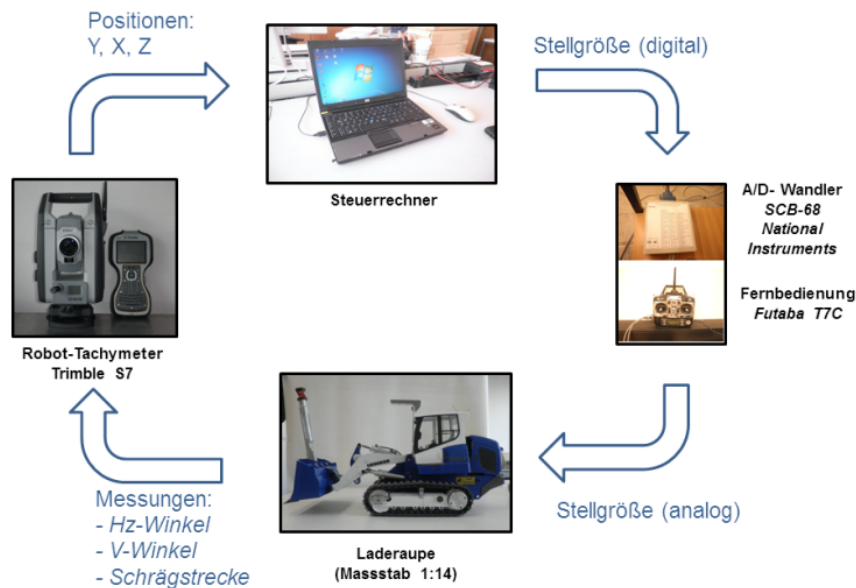 Positionen:
Y, X, Z
Stellgröße (digital)
Steuerrechner
A/D- Wandler
SCB-68
National
Instruments
Fernbedienung
Futaba T7C
Robot-Tachymeter
Trimble S7
Stellgröße (analog)
Messungen:
- Hz-Winkel
- V-Winkel
- Schrägstrecke
Laderaupe
(Massstab 1:14)